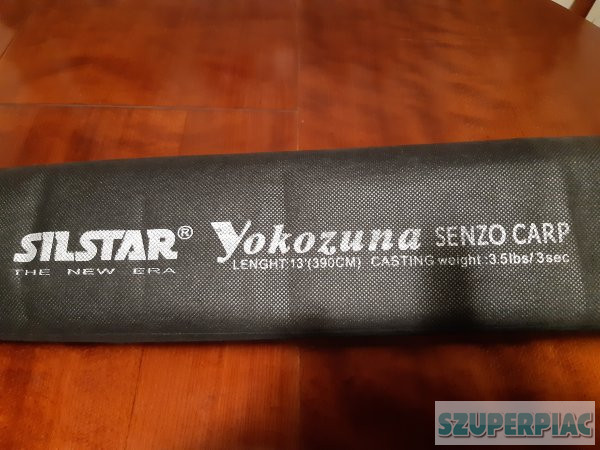 SILSTAR® Yokozuna SENZO CARP
THE NEW ERA LENGHT:13'(390CM) CASTING weight :3.5lbs/3sec
SZUPERPIAC